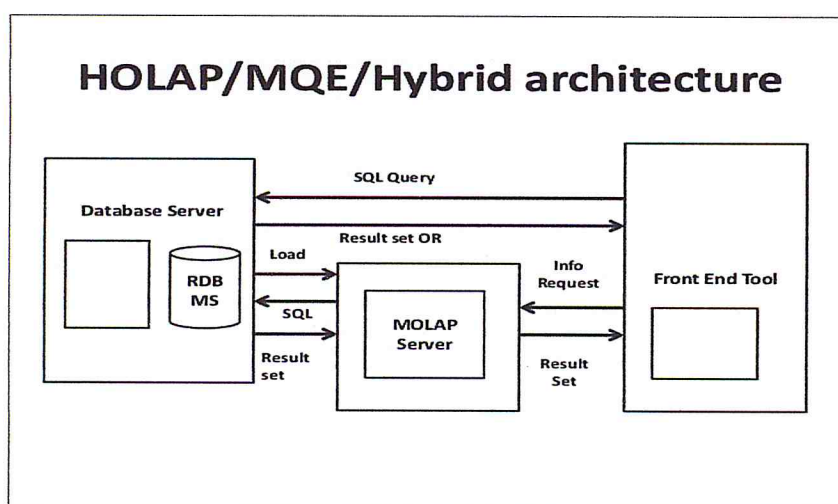 HOLAP/MQE/Hybrid architecture
SQL Query
Database Server
Result set OR
Load
Info
Request
Front End Tool
RDB
MS
SQL
MOLAP
Server
Result
set
Result
Set